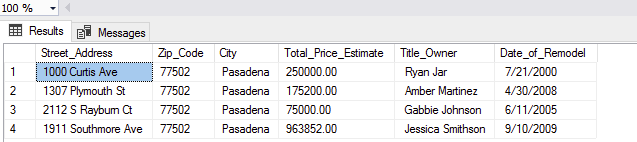 100 %
Results Messages
Street_Address Zip_Code City Total_Price_Estimate Title_Owner Date_of_Remodel
1 1000 Curtis Ave 77502 Pasadena 250000.00 Ryan Jar 7/21/2000
2 1307 Plymouth St 77502 Pasadena 175200.00 Amber Martinez 4/30/2008
3 2112 S Rayburn Ct 77502 Pasadena 75000.00 Gabbie Johnson 6/11/2005
4 1911 Southmore Ave 77502 Pasadena 963852.00 Jessica Smithson 9/10/2009